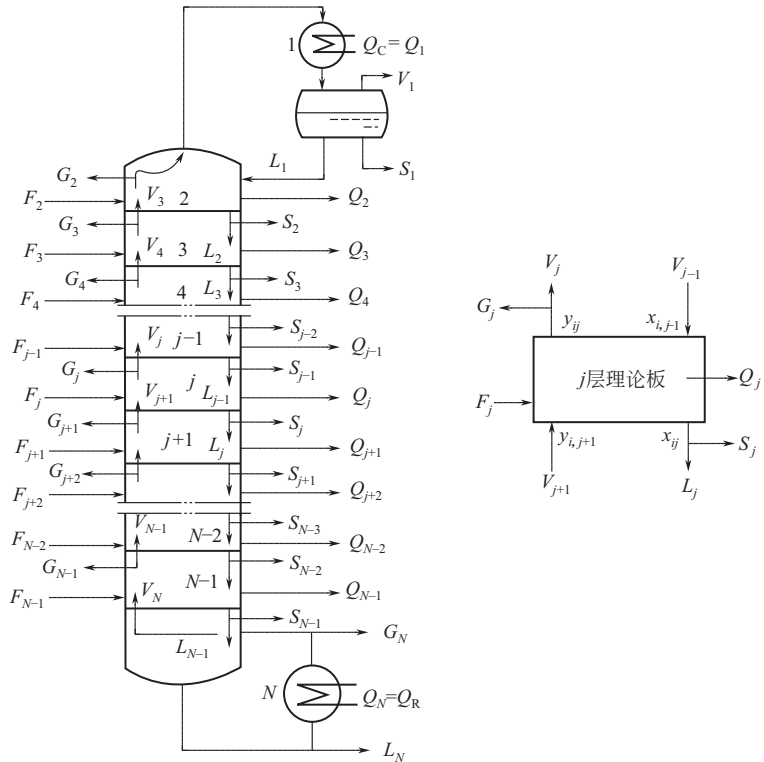 1
Q_C=Q_1
V_1
L_1
S_1
G_2
F_2
V_3
2
Q_2
G_3
S_2
F_3
V_4
3
L_2
Q_3
G_4
L_3
S_3
F_4
4
Q_4
S_{j-2}
F_{j-1}
V_j
j-1
Q_{j-1}
G_j
S_{j-1}
F_j
V_{j+1}
j
L_{j-1}
Q_j
G_{j+1}
S_j
F_{j+1}
j+1
L_j
Q_{j+1}
G_{j+2}
S_{j+1}
F_{j+2}
Q_{j+2}
V_{N-1}
S_{N-3}
F_{N-2}
N-2
Q_{N-2}
G_{N-1}
S_{N-2}
F_{N-1}
V_N
N-1
Q_{N-1}
S_{N-1}
L_{N-1}
G_N
N
Q_N=Q_R
L_N
V_j
V_{j-1}
G_j
y_{ij}
x_{i,j-1}
j层理论板
Q_j
F_j
y_{i,j+1}
x_{ij}
S_j
V_{j+1}
L_j